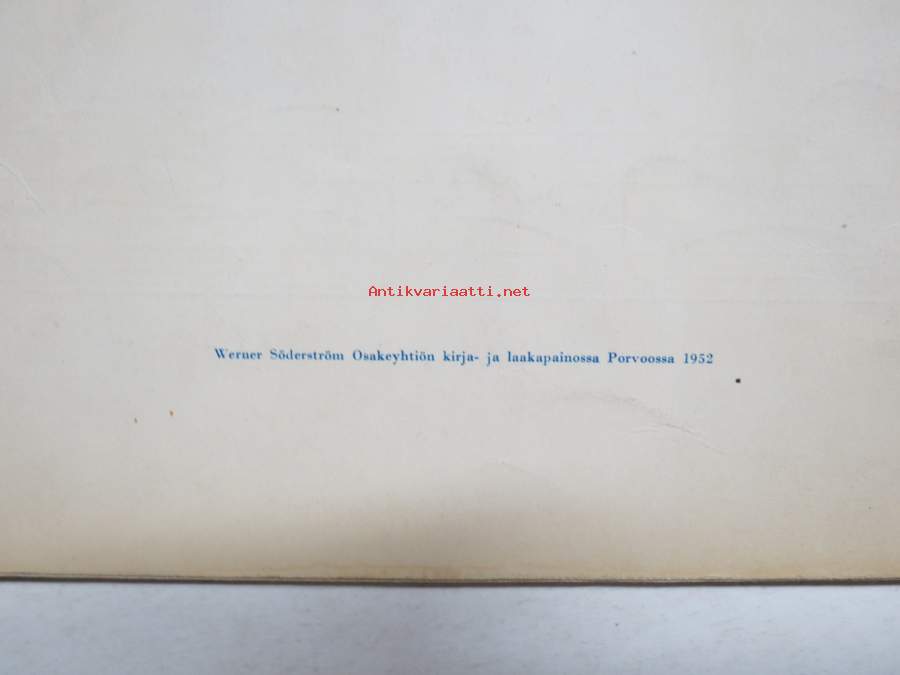 Antikvariaatti.net
Werner Söderström Osakeyhtiön kirja- ja laakapainossa Porvoossa 1952